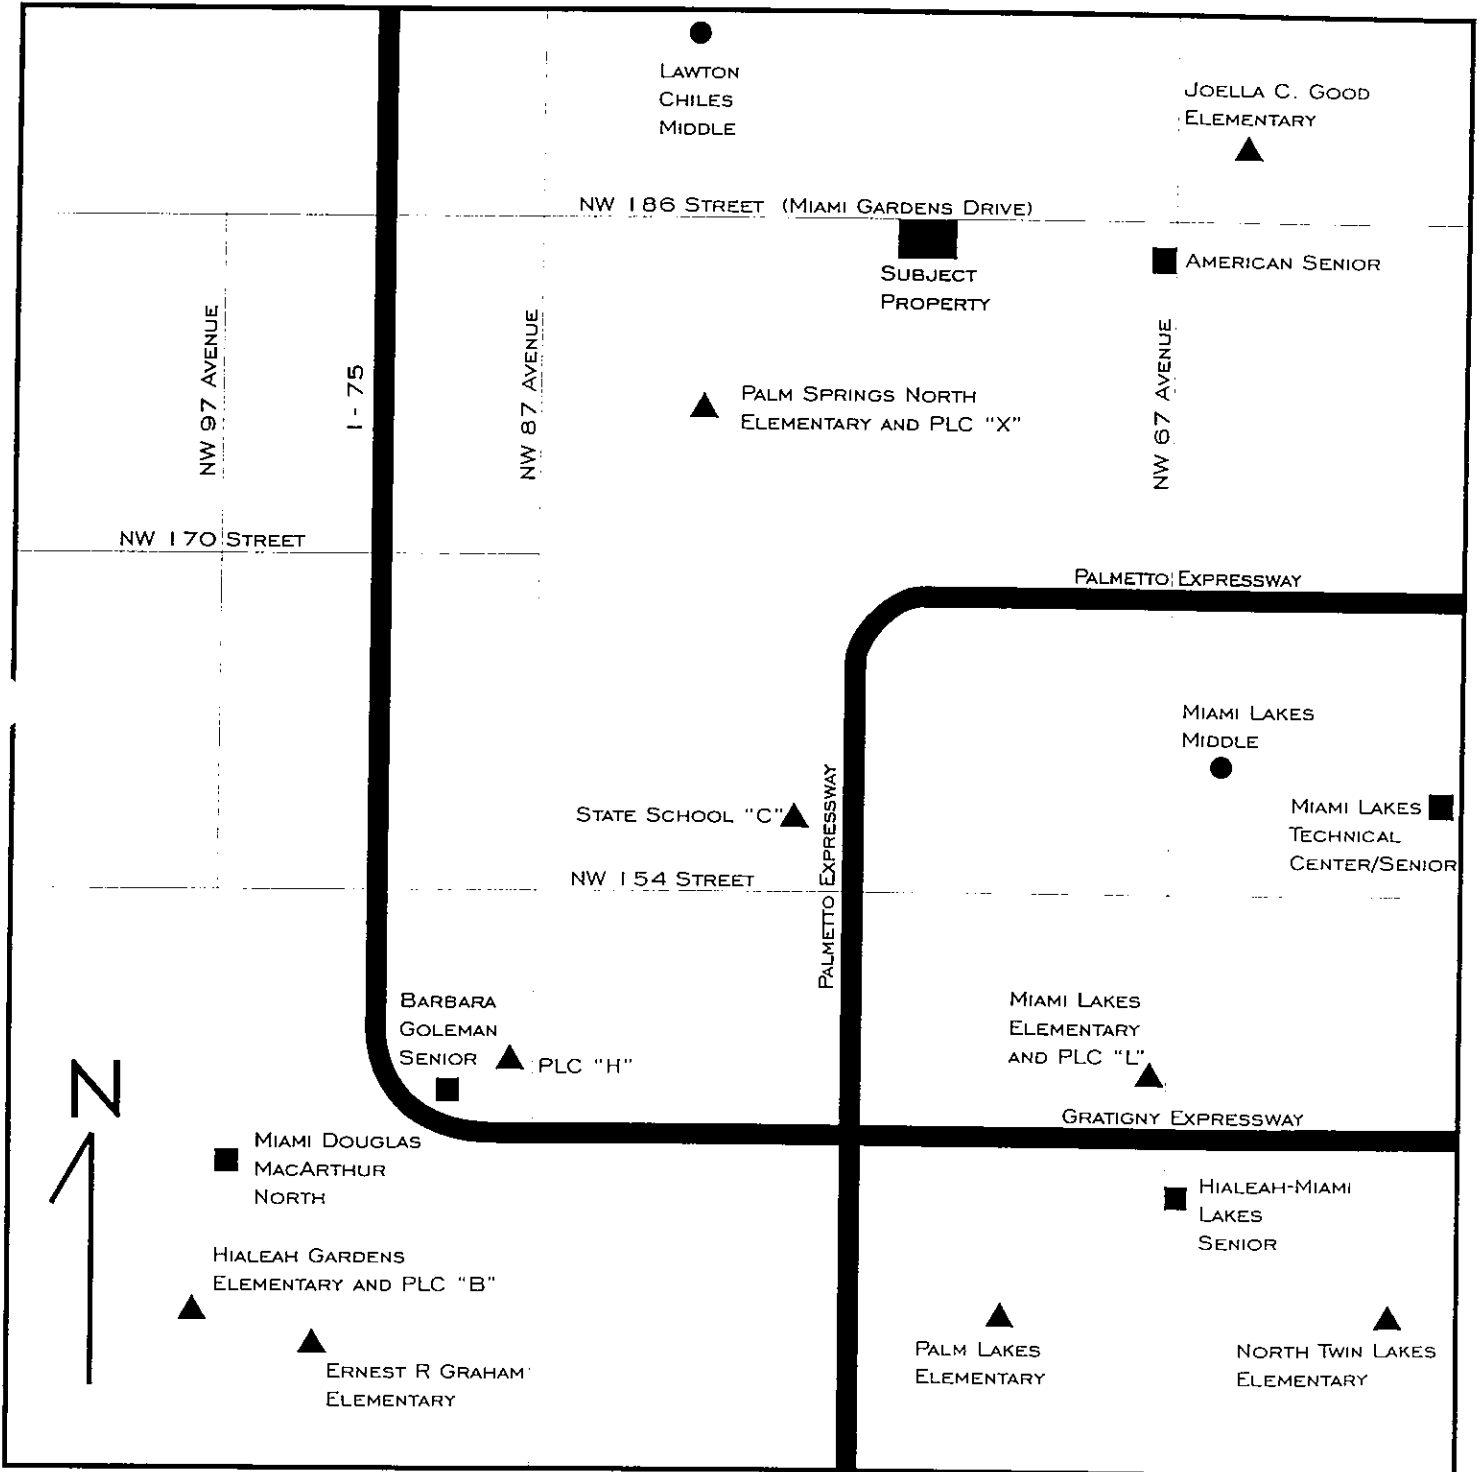 LAWTON
CHILES
MIDDLE
JOELLA C. GOOD
ELEMENTARY
NW 186 STREET (MIAMI GARDENS DRIVE)
SUBJECT
PROPERTY
AMERICAN SENIOR
NW 97 AVENUE
I-75
NW 87 AVENUE
NW 67 AVENUE
PALM SPRINGS NORTH
ELEMENTARY AND PLC "X"
NW 170 STREET
PALMETTO EXPRESSWAY
MIAMI LAKES
MIDDLE
STATE SCHOOL "C"
PALMETTO EXPRESSWAY
MIAMI LAKES
TECHNICAL
CENTER/SENIOR
NW 154 STREET
BARBARA
GOLEMAN
SENIOR
PLC "H"
MIAMI LAKES
ELEMENTARY
AND PLC "L"
N
GRATIGNY EXPRESSWAY
MIAMI DOUGLAS
MACARTHUR
NORTH
HIALEAH-MIAMI
LAKES
SENIOR
HIALEAH GARDENS
ELEMENTARY AND PLC "B"
ERNEST R GRAHAM
ELEMENTARY
PALM LAKES
ELEMENTARY
NORTH TWIN LAKES
ELEMENTARY